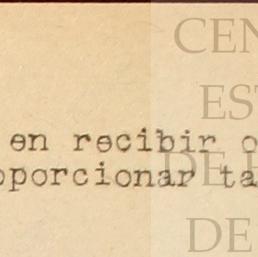 CEN
EST
en recibir o
oporcionar ta
DE
DE